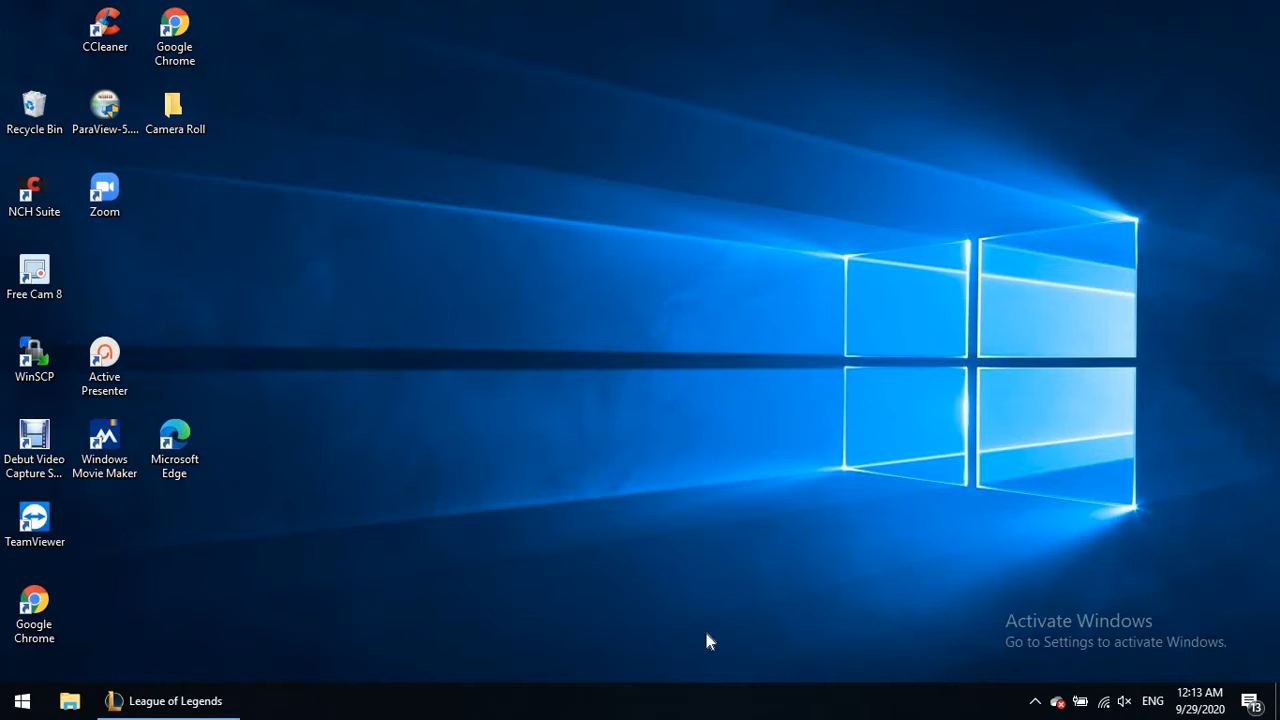 CCleaner
Google
Chrome
Recycle Bin
ParaView-5....
Camera Roll
NCH Suite
Zoom
Free Cam 8
WinSCP
Active
Presenter
Debut Video
Capture S...
Windows
Movie Maker
Microsoft
Edge
TeamViewer
Google
Chrome
Activate Windows
Go to Settings to activate Windows.
League of Legends
ENG
12:13 AM
9/29/2020
13